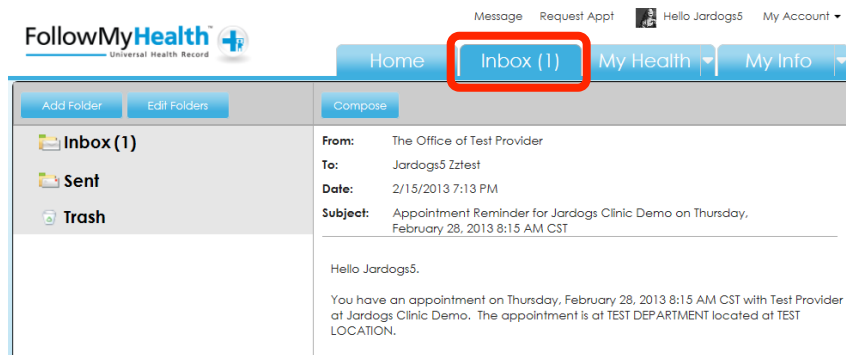 Message Request Appt Hello Jardogs5 My Account
FollowMyHealth™
Universal Health Record
Home Inbox (1) My Health My Info
Add Folder Edit Folders Compose
Inbox (1)
Sent
Trash
From: The Office of Test Provider
To: Jardogs5 Zztest
Date: 2/15/2013 7:13 PM
Subject: Appointment Reminder for Jardogs Clinic Demo on Thursday,
February 28, 2013 8:15 AM CST
Hello Jardogs5.
You have an appointment on Thursday, February 28, 2013 8:15 AM CST with Test Provider
at Jardogs Clinic Demo. The appointment is at TEST DEPARTMENT located at TEST
LOCATION.